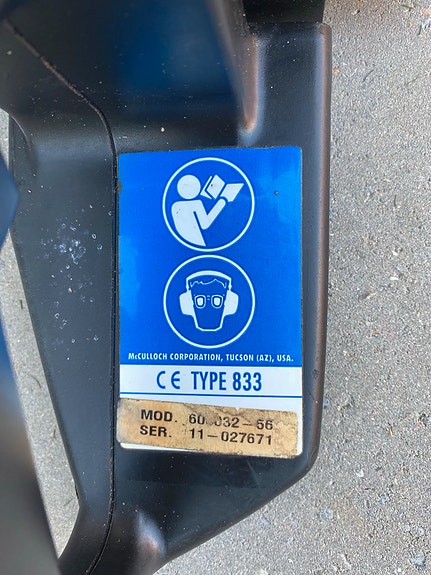 McCULLOCH CORPORATION, TUCSON (AZ), USA.
CE TYPE 833
MOD.
SER. 11-027671